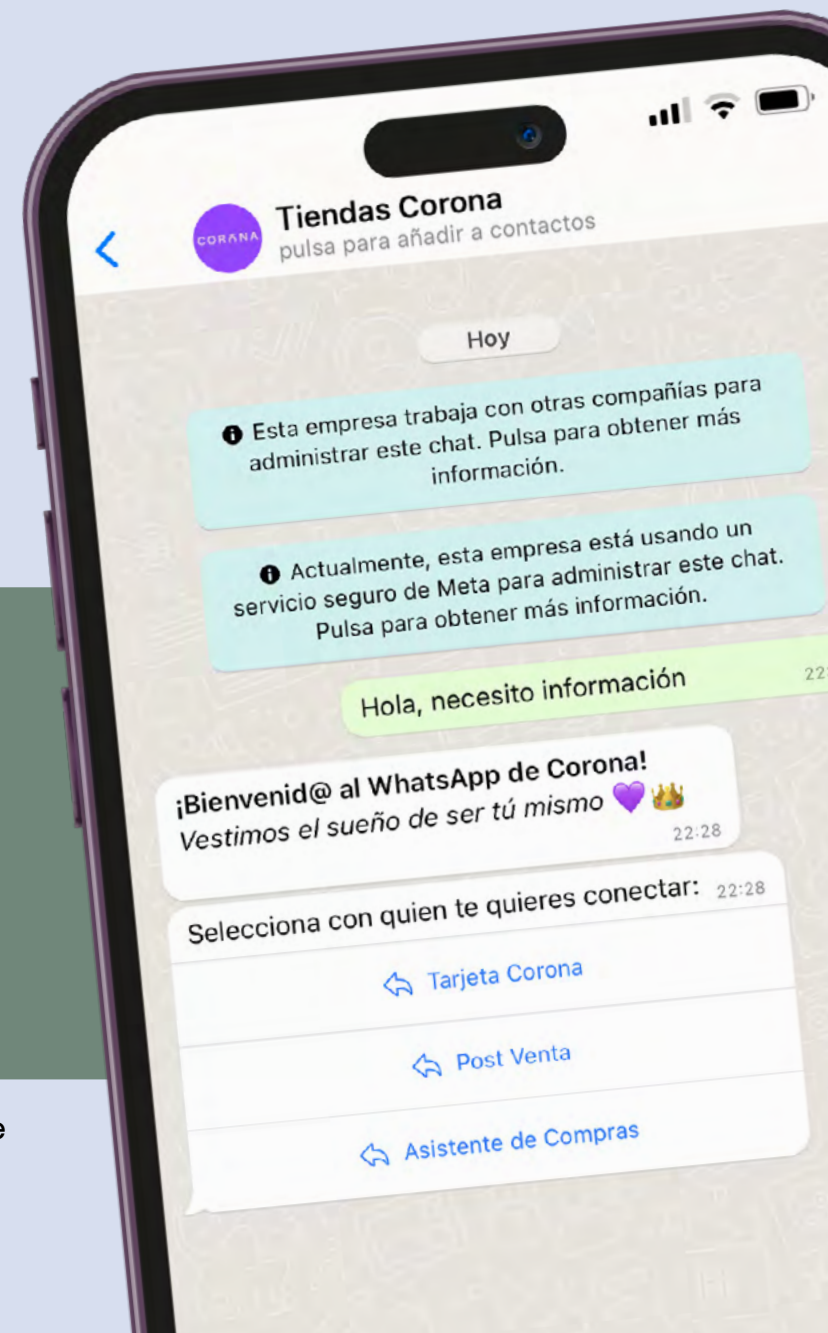 Tiendas Corona
CORONA
pulsa para añadir a contactos
Hoy
Esta empresa trabaja con otras compañías para
administrar este chat. Pulsa para obtener más
información.
Actualmente, esta empresa está usando un
servicio seguro de Meta para administrar este chat.
Pulsa para obtener más información.
Hola, necesito información
¡Bienvenid@ al WhatsApp de Corona!
Vestimos el sueño de ser tú mismo 💜👑
22:28
Selecciona con quien te quieres conectar: 22:28
Tarjeta Corona
Post Venta
Asistente de Compras